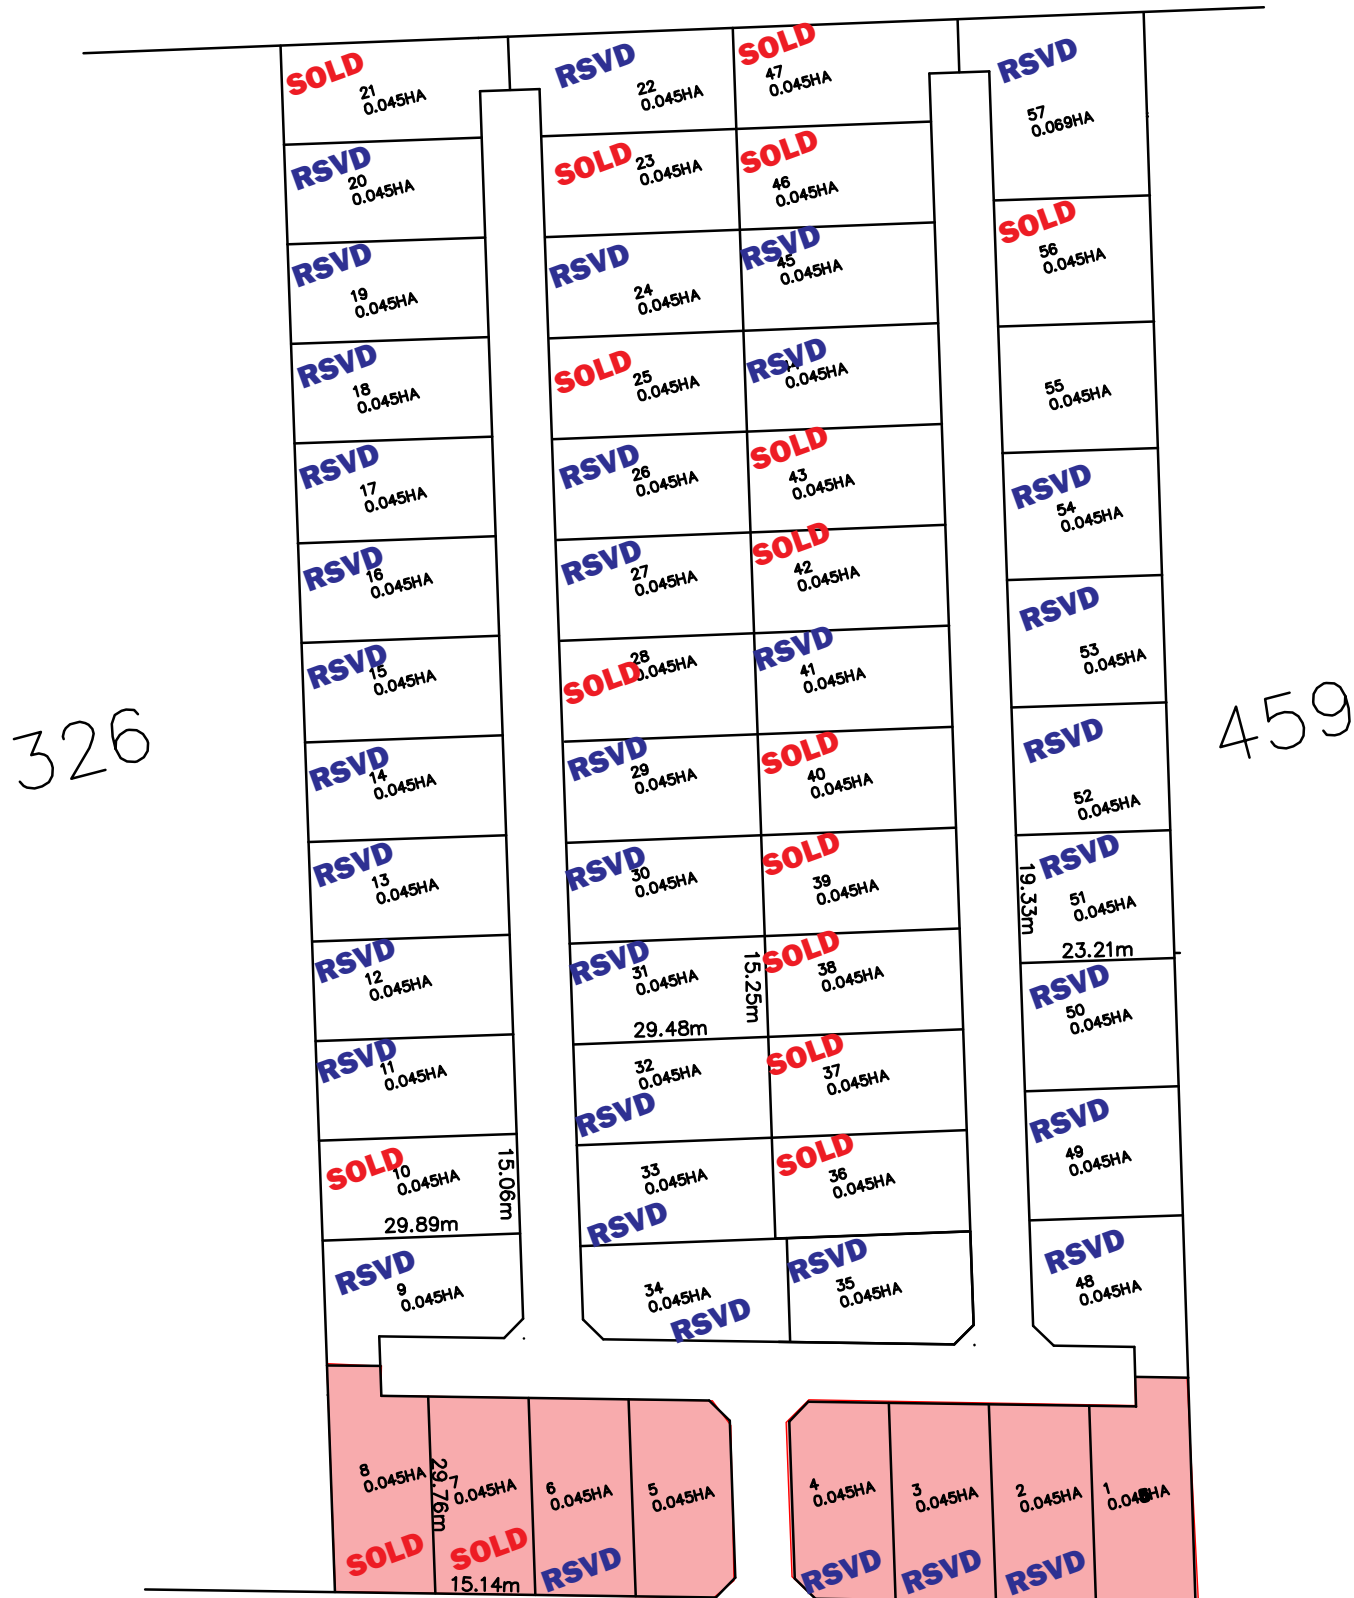 SOLD
21
0.045HA
RSVD
22
0.045HA
SOLD
47
0.045HA
RSVD
57
0.069HA
RSVD
20
0.045HA
SOLD
23
0.045HA
SOLD
46
0.045HA
SOLD
56
0.045HA
RSVD
19
0.045HA
RSVD
24
0.045HA
RSVD
45
0.045HA
55
0.045HA
RSVD
18
0.045HA
SOLD
25
0.045HA
RSVD
0.045HA
RSVD
54
0.045HA
RSVD
17
0.045HA
RSVD
26
0.045HA
SOLD
43
0.045HA
RSVD
53
0.045HA
RSVD
16
0.045HA
RSVD
27
0.045HA
SOLD
42
0.045HA
RSVD
15
0.045HA
28
0.045HA
SOLD
RSVD
41
0.045HA
326
459
RSVD
52
0.045HA
RSVD
14
0.045HA
RSVD
29
0.045HA
SOLD
40
0.045HA
RSVD
13
0.045HA
RSVD
30
0.045HA
SOLD
39
0.045HA
RSVD
51
0.045HA
19.33m
23.21m
RSVD
12
0.045HA
RSVD
31
0.045HA
15.25m
29.48m
SOLD
38
0.045HA
RSVD
50
0.045HA
RSVD
11
0.045HA
32
0.045HA
RSVD
SOLD
37
0.045HA
RSVD
49
0.045HA
SOLD
10
0.045HA
15.06m
29.89m
33
0.045HA
RSVD
SOLD
36
0.045HA
RSVD
48
0.045HA
RSVD
9
0.045HA
34
0.045HA
RSVD
RSVD
35
0.045HA
8
0.045HA
SOLD
29.76m
7
0.045HA
SOLD
15.14m
6
0.045HA
RSVD
5
0.045HA
4
0.045HA
RSVD
3
0.045HA
RSVD
2
0.045HA
RSVD
1